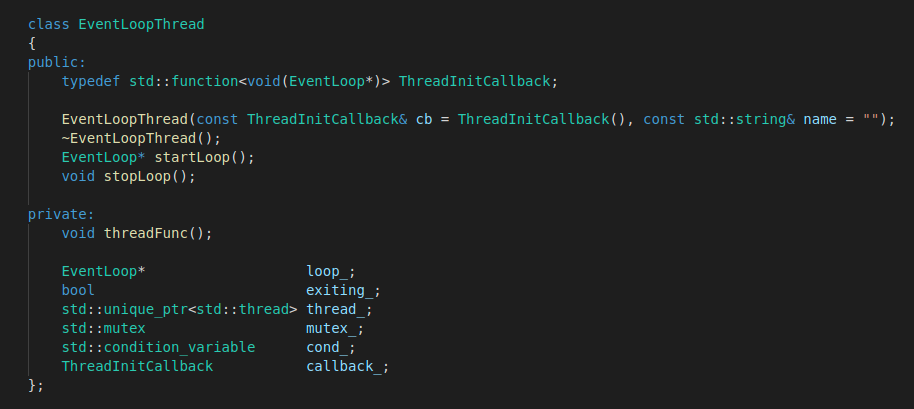 class EventLoopThread
{
public:
    typedef std::function<void(EventLoop*)> ThreadInitCallback;

    EventLoopThread(const ThreadInitCallback& cb = ThreadInitCallback(), const std::string& name = "");
    ~EventLoopThread();
    EventLoop* startLoop();
    void stopLoop();

private:
    void threadFunc();

    EventLoop*                   loop_;
    bool                         exiting_;
    std::unique_ptr<std::thread> thread_;
    std::mutex                   mutex_;
    std::condition_variable      cond_;
    ThreadInitCallback           callback_;
};